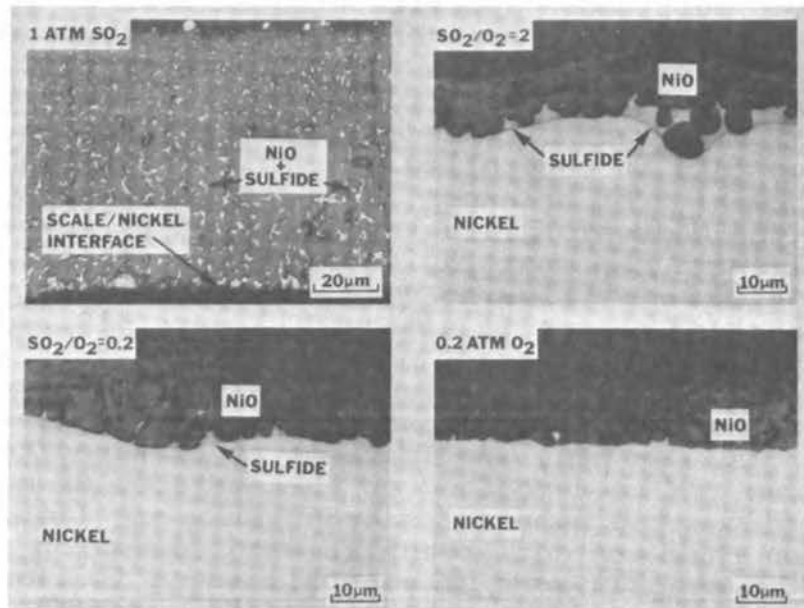 1 ATM SO2
NiO
+
SULFIDE
SCALE/NICKEL
INTERFACE
20μm
SO2/O2=2
NiO
SULFIDE
NICKEL
10μm
SO2/O2=0.2
NiO
SULFIDE
NICKEL
10μm
0.2 ATM O2
NiO
NICKEL
10μm